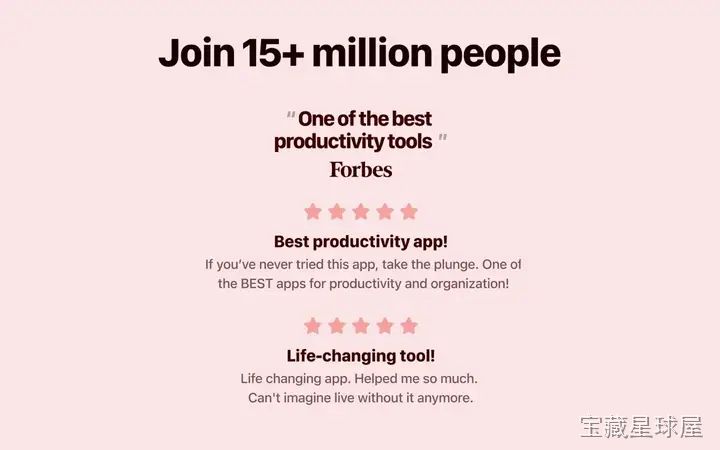 Join 15+ million people
“ One of the best
productivity tools ”
Forbes
Best productivity app!
If you’ve never tried this app, take the plunge. One of
the BEST apps for productivity and organization!
Life-changing tool!
Life changing app. Helped me so much.
Can't imagine live without it anymore.
宝藏星球屋